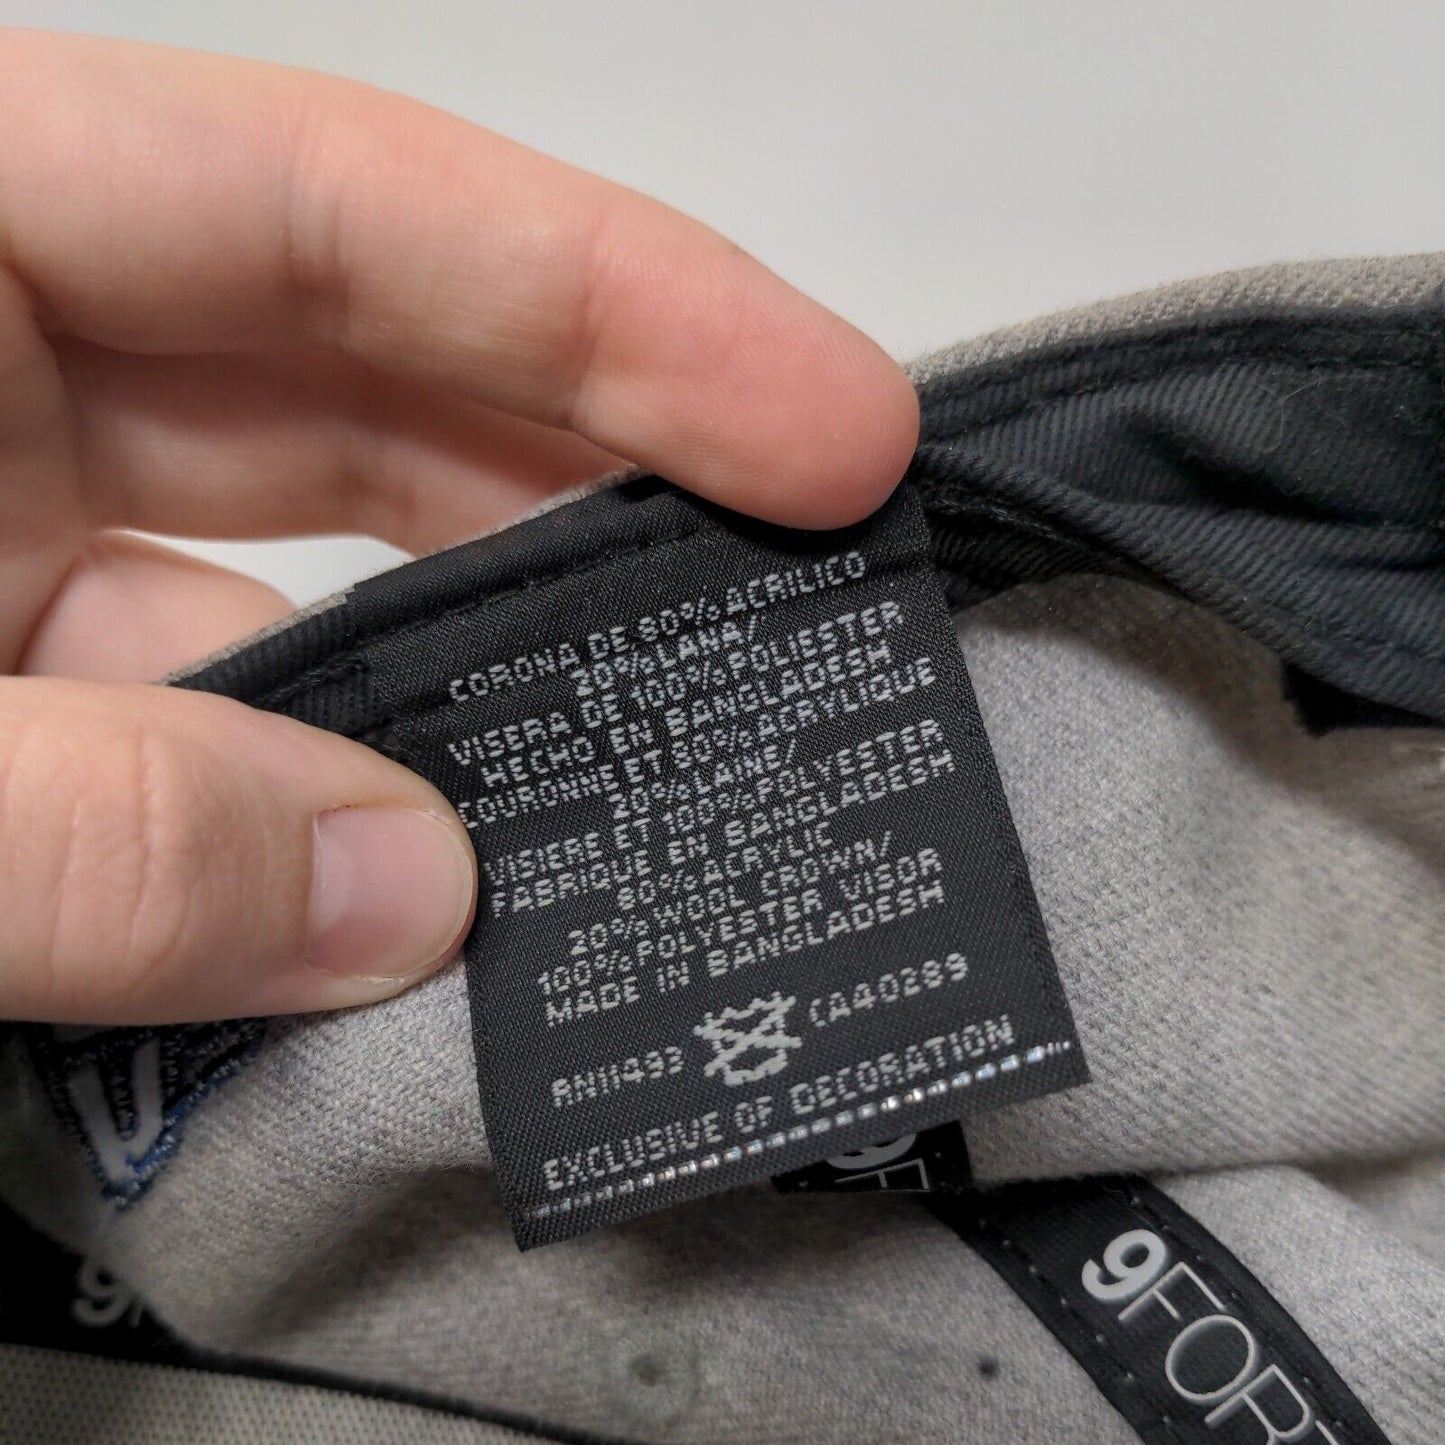 CORONA DE 80% ACRILICO
20% LANA/
VISERA DE 100% POLIESTER
HECHO EN BANGLADESH
COURONNE ET 80% ACRYLIQUE
20% LAINE/
VISIERE ET 100% POLYESTER
FABRIQUE EN BANGLADESH
80% ACRYLIC
20% WOOL CROWN/
100% POLYESTER VISOR
MADE IN BANGLADESH
RN11493 CA40289
EXCLUSIVE OF DECORATION
9FORT